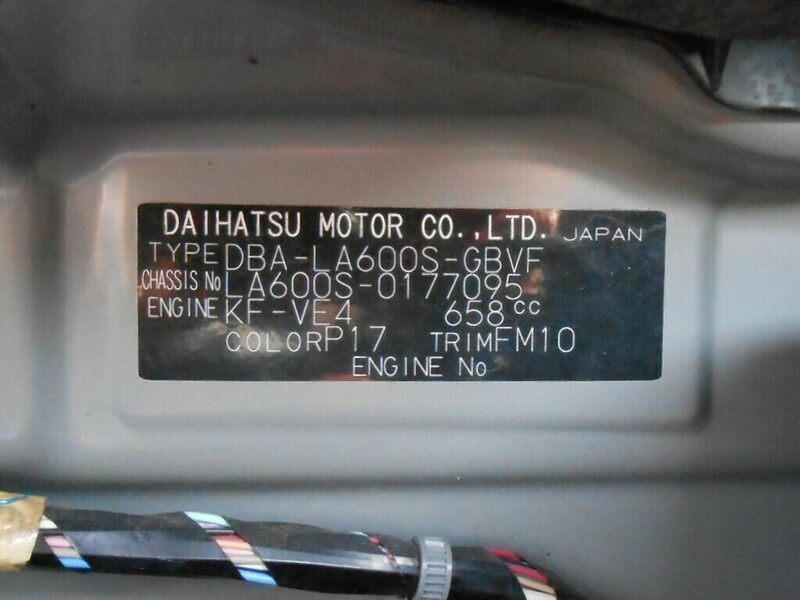 DAIHATSU MOTOR CO.,LTD. JAPAN
TYPE DBA-LA600S-GBVF
CHASSIS No LA600S-0177095
ENGINE KF-VE4 658cc
COLOR P17 TRIM FM10
ENGINE No